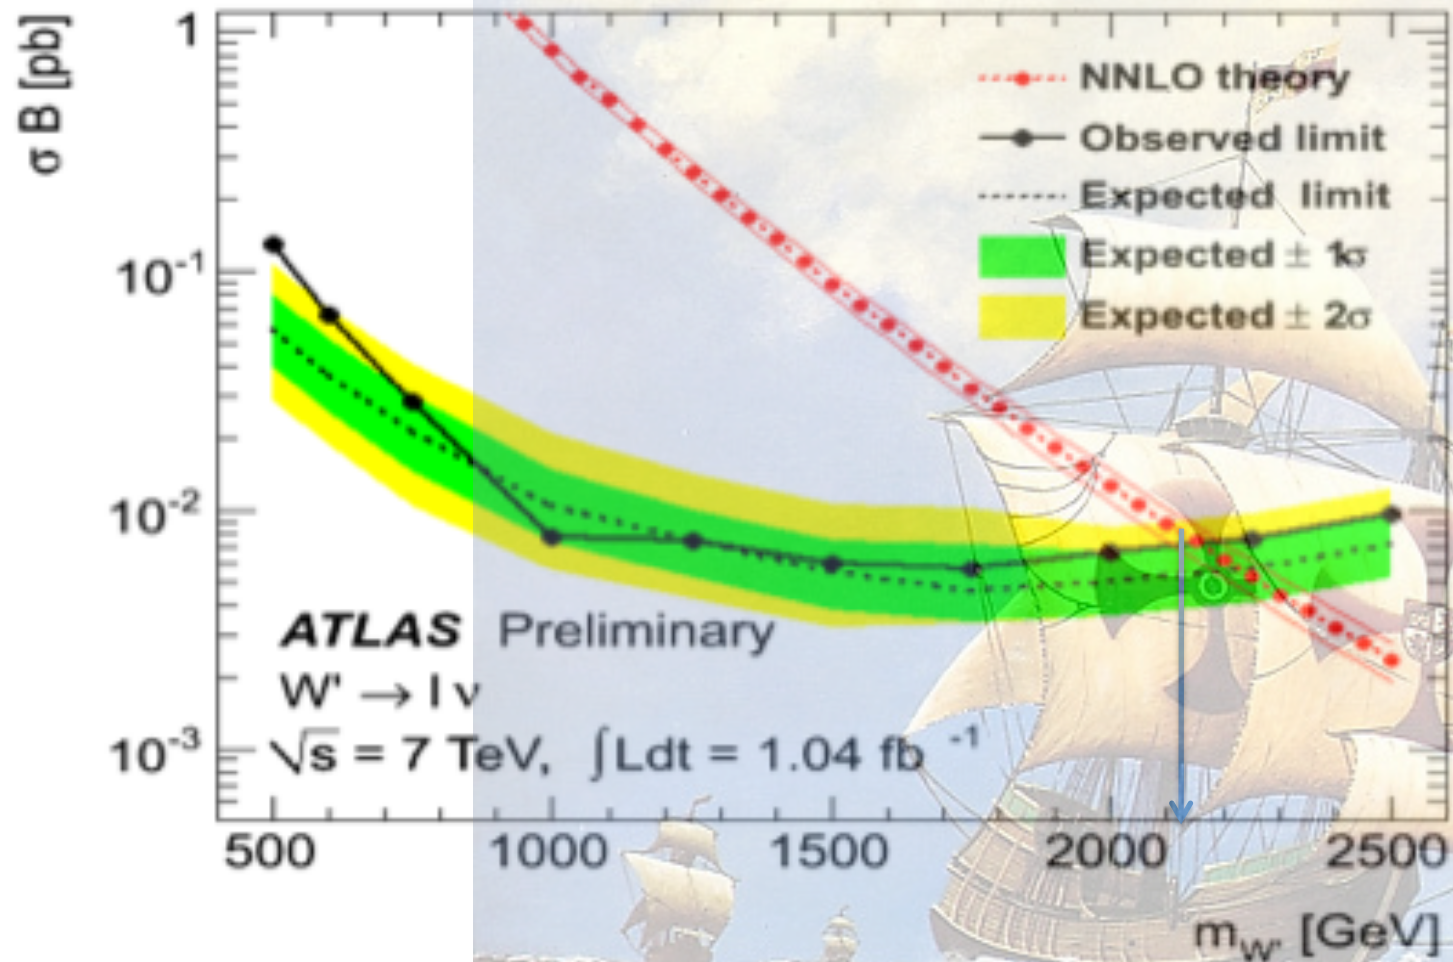 σ B [pb]
1
10⁻¹
10⁻²
10⁻³
NNLO theory
Observed limit
Expected limit
Expected ± 1σ
Expected ± 2σ
ATLAS Preliminary
W' → l ν
√s = 7 TeV, ∫Ldt = 1.04 fb⁻¹
500 1000 1500 2000 2500
m_W' [GeV]